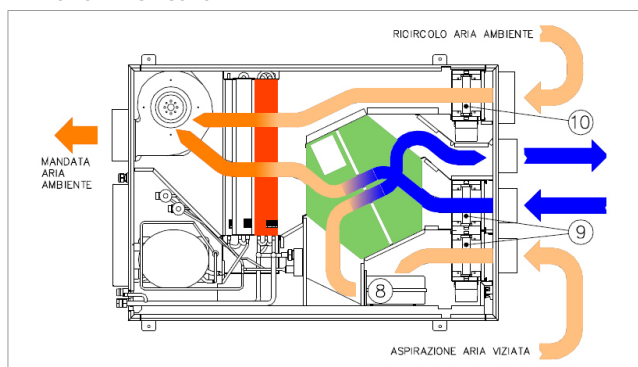 RICIRCOLO ARIA AMBIENTE
10
MANDATA
ARIA
AMBIENTE
9
8
ASPIRAZIONE ARIA VIZIATA